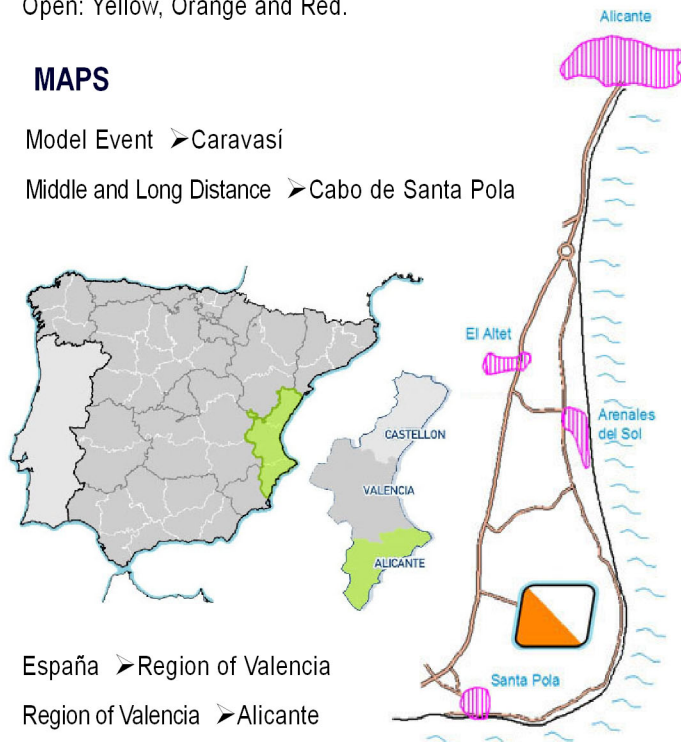 Open: Yellow, Orange and Red.
Alicante
MAPS
Model Event ➢Caravasí
Middle and Long Distance ➢Cabo de Santa Pola
El Altet
Arenales
del Sol
CASTELLON
VALENCIA
ALICANTE
España ➢Region of Valencia
Region of Valencia ➢Alicante
Santa Pola